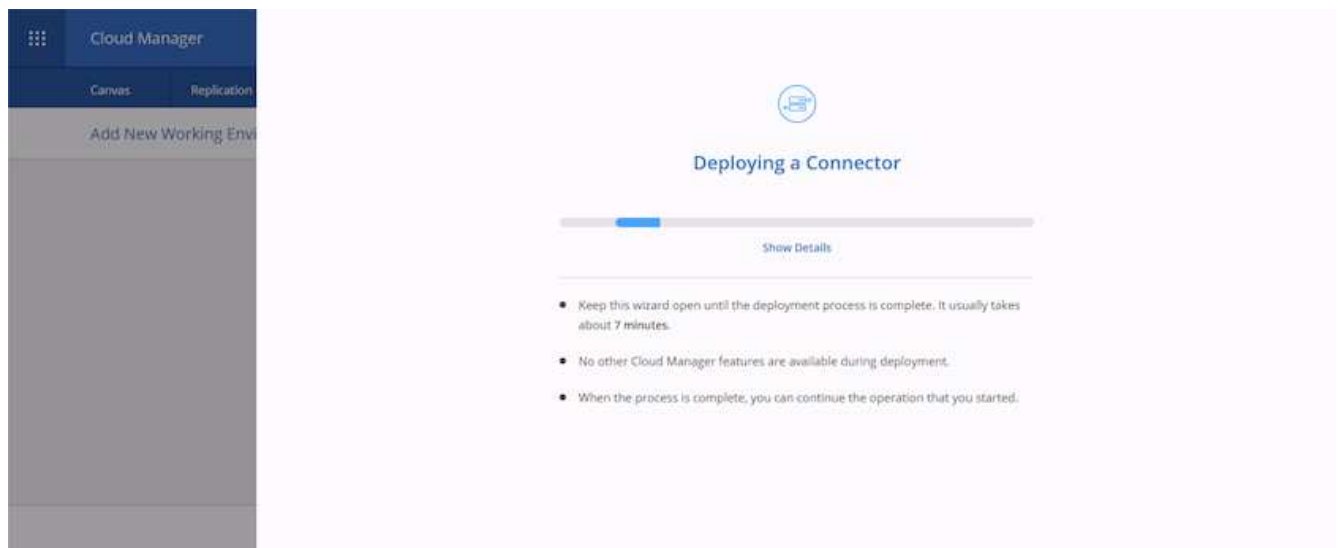 Cloud Manager
Canvas
Replication
Add New Working Envi
Deploying a Connector
Show Details
Keep this wizard open until the deployment process is complete. It usually takes
about 7 minutes.
No other Cloud Manager features are available during deployment.
When the process is complete, you can continue the operation that you started.